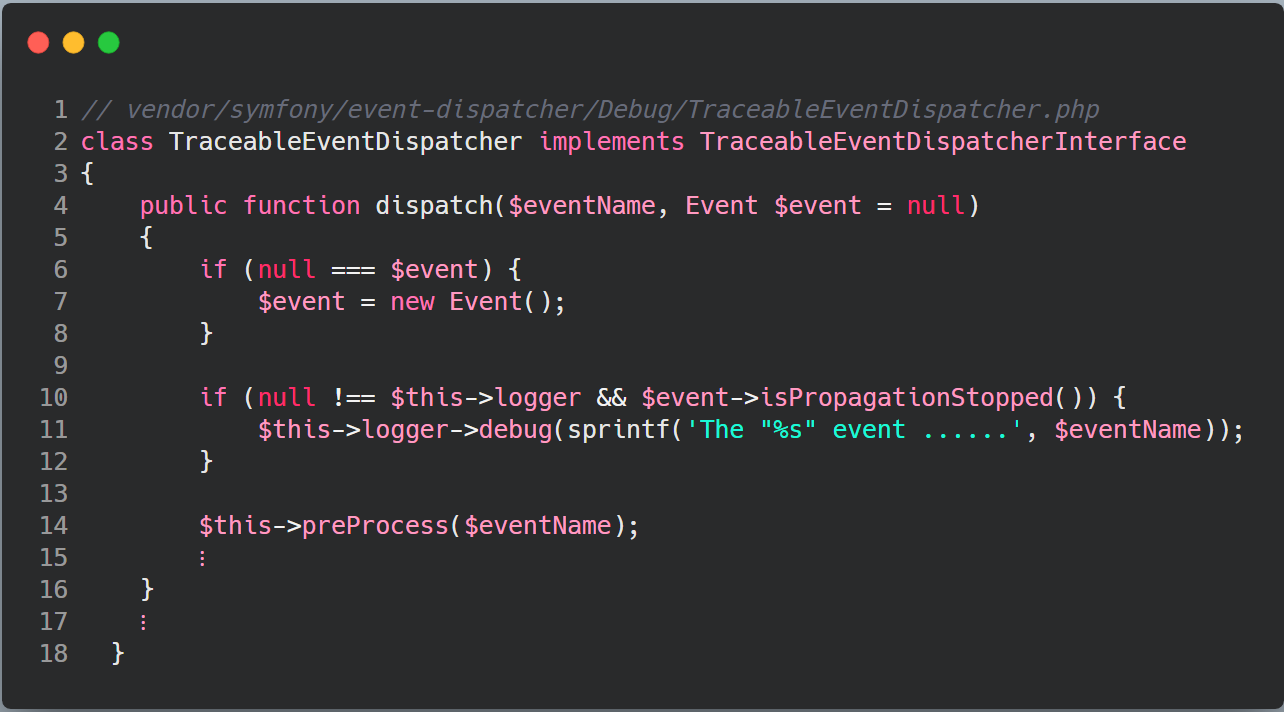 1 // vendor/symfony/event-dispatcher/Debug/TraceableEventDispatcher.php
2 class TraceableEventDispatcher implements TraceableEventDispatcherInterface
3 {
4     public function dispatch($eventName, Event $event = null)
5     {
6         if (null === $event) {
7             $event = new Event();
8         }
9
10         if (null !== $this->logger && $event->isPropagationStopped()) {
11             $this->logger->debug(sprintf('The "%s" event ......', $eventName));
12         }
13
14         $this->preProcess($eventName);
15         ⋮
16     }
17     ⋮
18   }